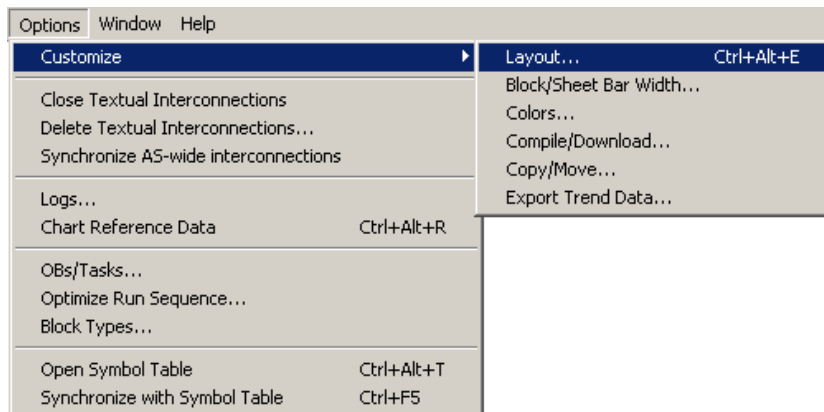 Options Window Help
Customize
Close Textual Interconnections
Delete Textual Interconnections...
Synchronize AS-wide interconnections
Logs...
Chart Reference Data Ctrl+Alt+R
OBs/Tasks...
Optimize Run Sequence...
Block Types...
Open Symbol Table Ctrl+Alt+T
Synchronize with Symbol Table Ctrl+F5
Layout... Ctrl+Alt+E
Block/Sheet Bar Width...
Colors...
Compile/Download...
Copy/Move...
Export Trend Data...